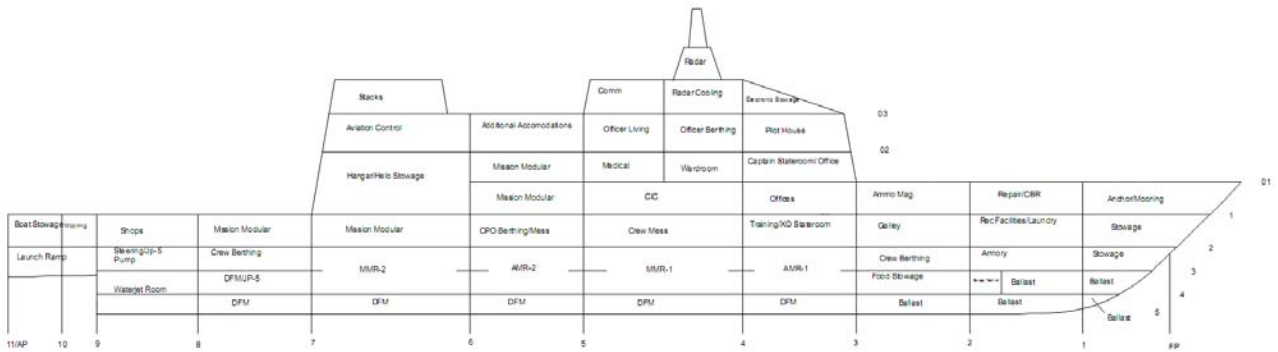 Radar
Stacks
Comm
Radar Cooling
Electronic Stowage
03
Aviation Control
Additional Accomodations
Officer Living
Officer Berthing
Pilot House
02
Hangar/Helo Stowage
Mission Modular
Medical
Wardroom
Captain Stateroom/ Office
01
Mission Modular
CIC
Offices
Ammo Mag.
Repair/CBR
Anchor/Mooring
1
Boat Stowage
Mooring
Shops
Mission Modular
Mission Modular
CPO Berthing/Mess
Crew Mess
Training/XO Stateroom
Galley
Rec Facilities/Laundry
Stowage
2
Launch Ramp
Steering/Jp-5
Pump
Crew Berthing
MMR-2
AMR-2
MMR-1
AMR-1
Crew Berthing
Armory
Stowage
3
Waterjet Room
DFM/JP-5
Food Stowage
Ballast
Ballast
4
DFM
DFM
DFM
DFM
DFM
Ballast
Ballast
Ballast
5
11/AP
10
9
8
7
6
5
4
3
2
1
F/P